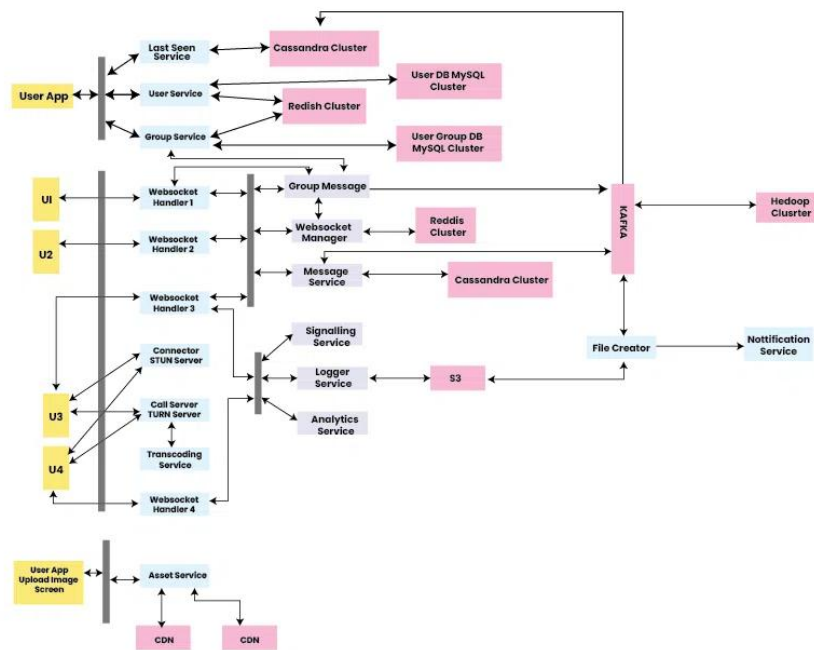 Last Seen
Service
Cassandra Cluster
User App
User Service
User DB MySQL
Cluster
Redish Cluster
Group Service
User Group DB
MySQL Cluster
U1
Websocket
Handler 1
Group Message
KAFKA
Hedoop
Clusrter
U2
Websocket
Handler 2
Websocket
Manager
Reddis
Cluster
Message
Service
Cassandra Cluster
Websocket
Handler 3
Signalling
Service
Connector
STUN Server
File Creator
Nottification
Service
Logger
Service
S3
U3
Call Server
TURN Server
Analytics
Service
U4
Transcoding
Service
Websocket
Handler 4
User App
Upload Image
Screen
Asset Service
CDN
CDN